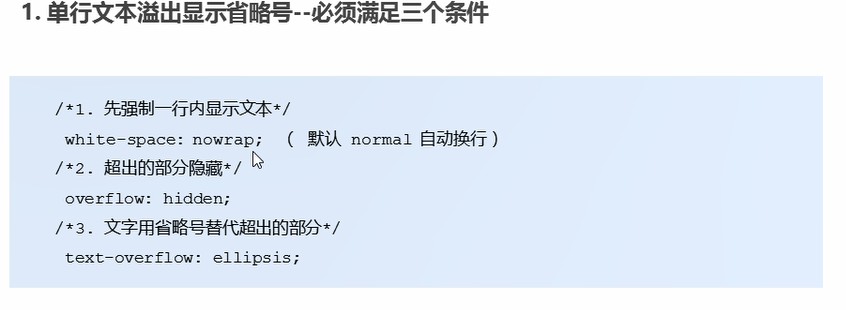 1. 单行文本溢出显示省略号--必须满足三个条件
/*1. 先强制一行内显示文本*/
white-space: nowrap; （ 默认 normal 自动换行）
/*2. 超出的部分隐藏*/
overflow: hidden;
/*3. 文字用省略号替代超出的部分*/
text-overflow: ellipsis;